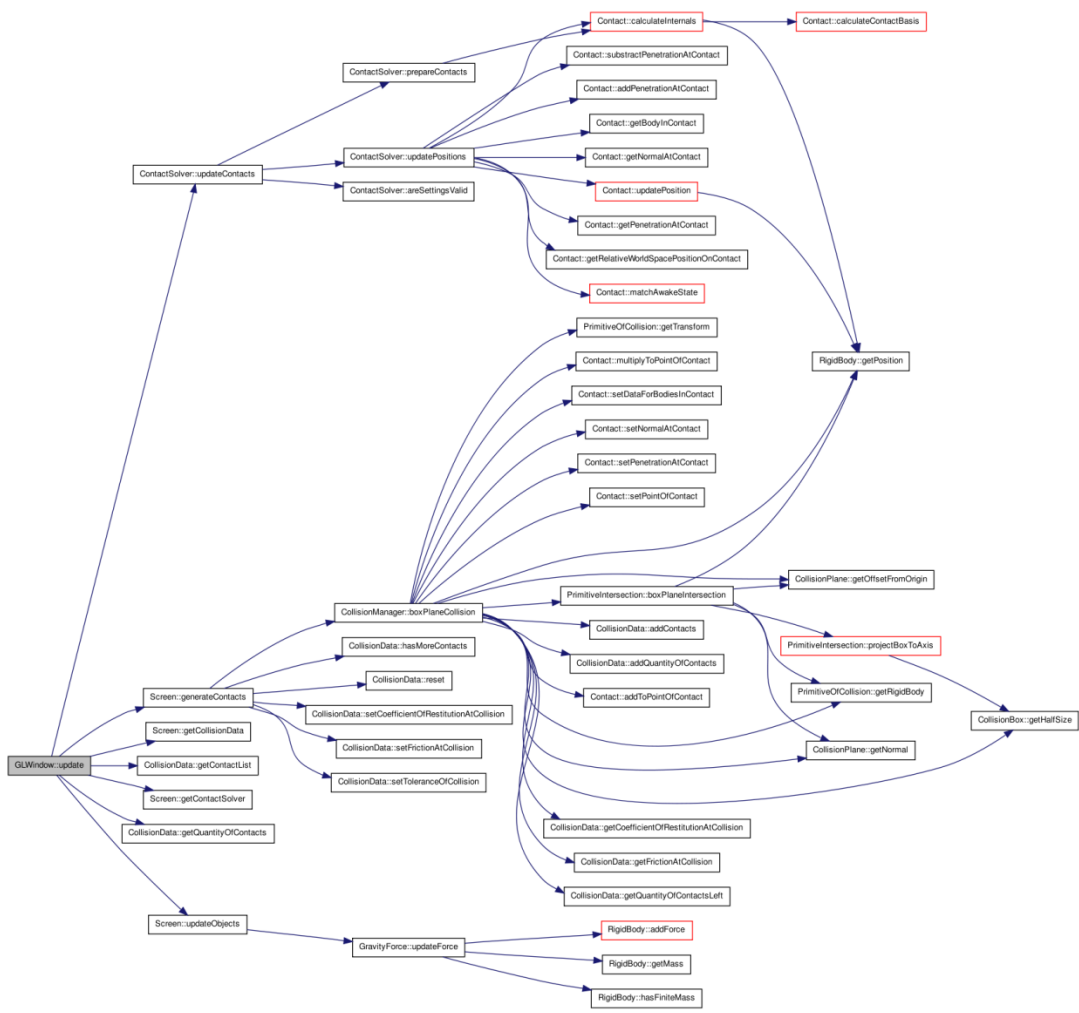 Contact::calculateInternals
Contact::calculateContactBasis
Contact::substractPenetrationAtContact
ContactSolver::prepareContacts
Contact::addPenetrationAtContact
Contact::getBodyInContact
ContactSolver::updatePositions
Contact::getNormalAtContact
ContactSolver::updateContacts
ContactSolver::areSettingsValid
Contact::updatePosition
Contact::getPenetrationAtContact
Contact::getRelativeWorldSpacePositionOnContact
Contact::matchAwakeState
PrimitiveOfCollision::getTransform
Contact::multiplyToPointOfContact
RigidBody::getPosition
Contact::setDataForBodiesInContact
Contact::setNormalAtContact
Contact::setPenetrationAtContact
Contact::setPointOfContact
CollisionPlane::getOffsetFromOrigin
PrimitiveIntersection::boxPlaneIntersection
CollisionManager::boxPlaneCollision
CollisionData::addContacts
CollisionData::hasMoreContacts
PrimitiveIntersection::projectBoxToAxis
CollisionData::addQuantityOfContacts
CollisionData::reset
Screen::generateContacts
Contact::addToPointOfContact
PrimitiveOfCollision::getRigidBody
CollisionData::setCoefficientOfRestitutionAtCollision
CollisionBox::getHalfSize
Screen::getCollisionData
CollisionData::setFrictionAtCollision
CollisionPlane::getNormal
GLWindow::update
CollisionData::getContactList
CollisionData::setToleranceOfCollision
Screen::getContactSolver
CollisionData::getCoefficientOfRestitutionAtCollision
CollisionData::getQuantityOfContacts
CollisionData::getFrictionAtCollision
CollisionData::getQuantityOfContactsLeft
Screen::updateObjects
RigidBody::addForce
GravityForce::updateForce
RigidBody::getMass
RigidBody::hasFiniteMass